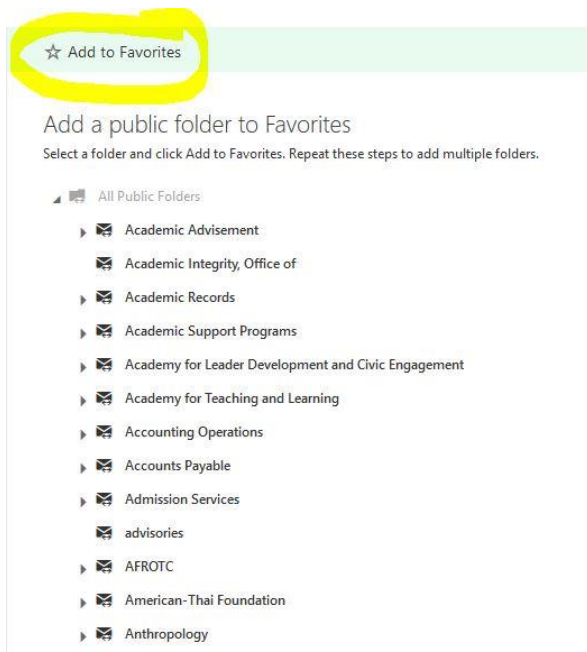 Add to Favorites
Add a public folder to Favorites
Select a folder and click Add to Favorites. Repeat these steps to add multiple folders.
All Public Folders
Academic Advisement
Academic Integrity, Office of
Academic Records
Academic Support Programs
Academy for Leader Development and Civic Engagement
Academy for Teaching and Learning
Accounting Operations
Accounts Payable
Admission Services
advisories
AFROTC
American-Thai Foundation
Anthropology